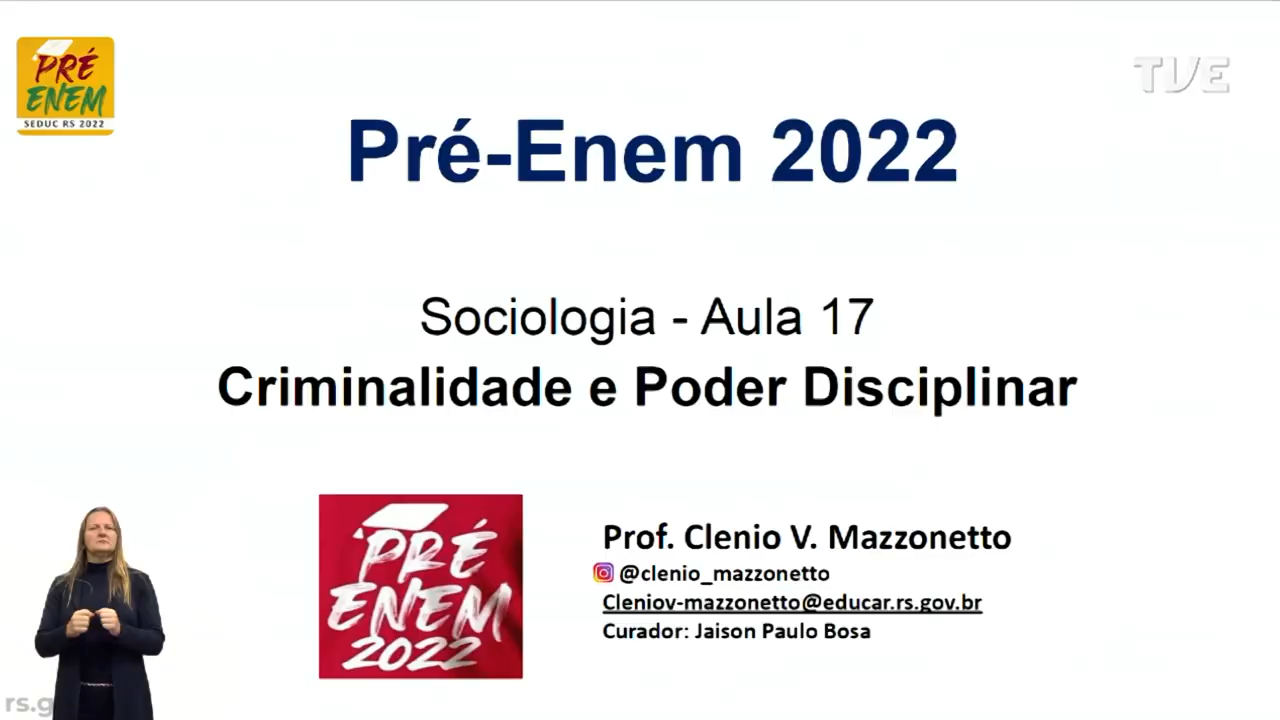 PRÉ
ENEM
SEDUC RS 2022
TVE
Pré-Enem 2022
Sociologia - Aula 17
Criminalidade e Poder Disciplinar
PRÉ
ENEM
2022
Prof. Clenio V. Mazzonetto
@clenio_mazzonetto
Cleniov-mazzonetto@educar.rs.gov.br
Curador: Jaison Paulo Bosa
rs.g